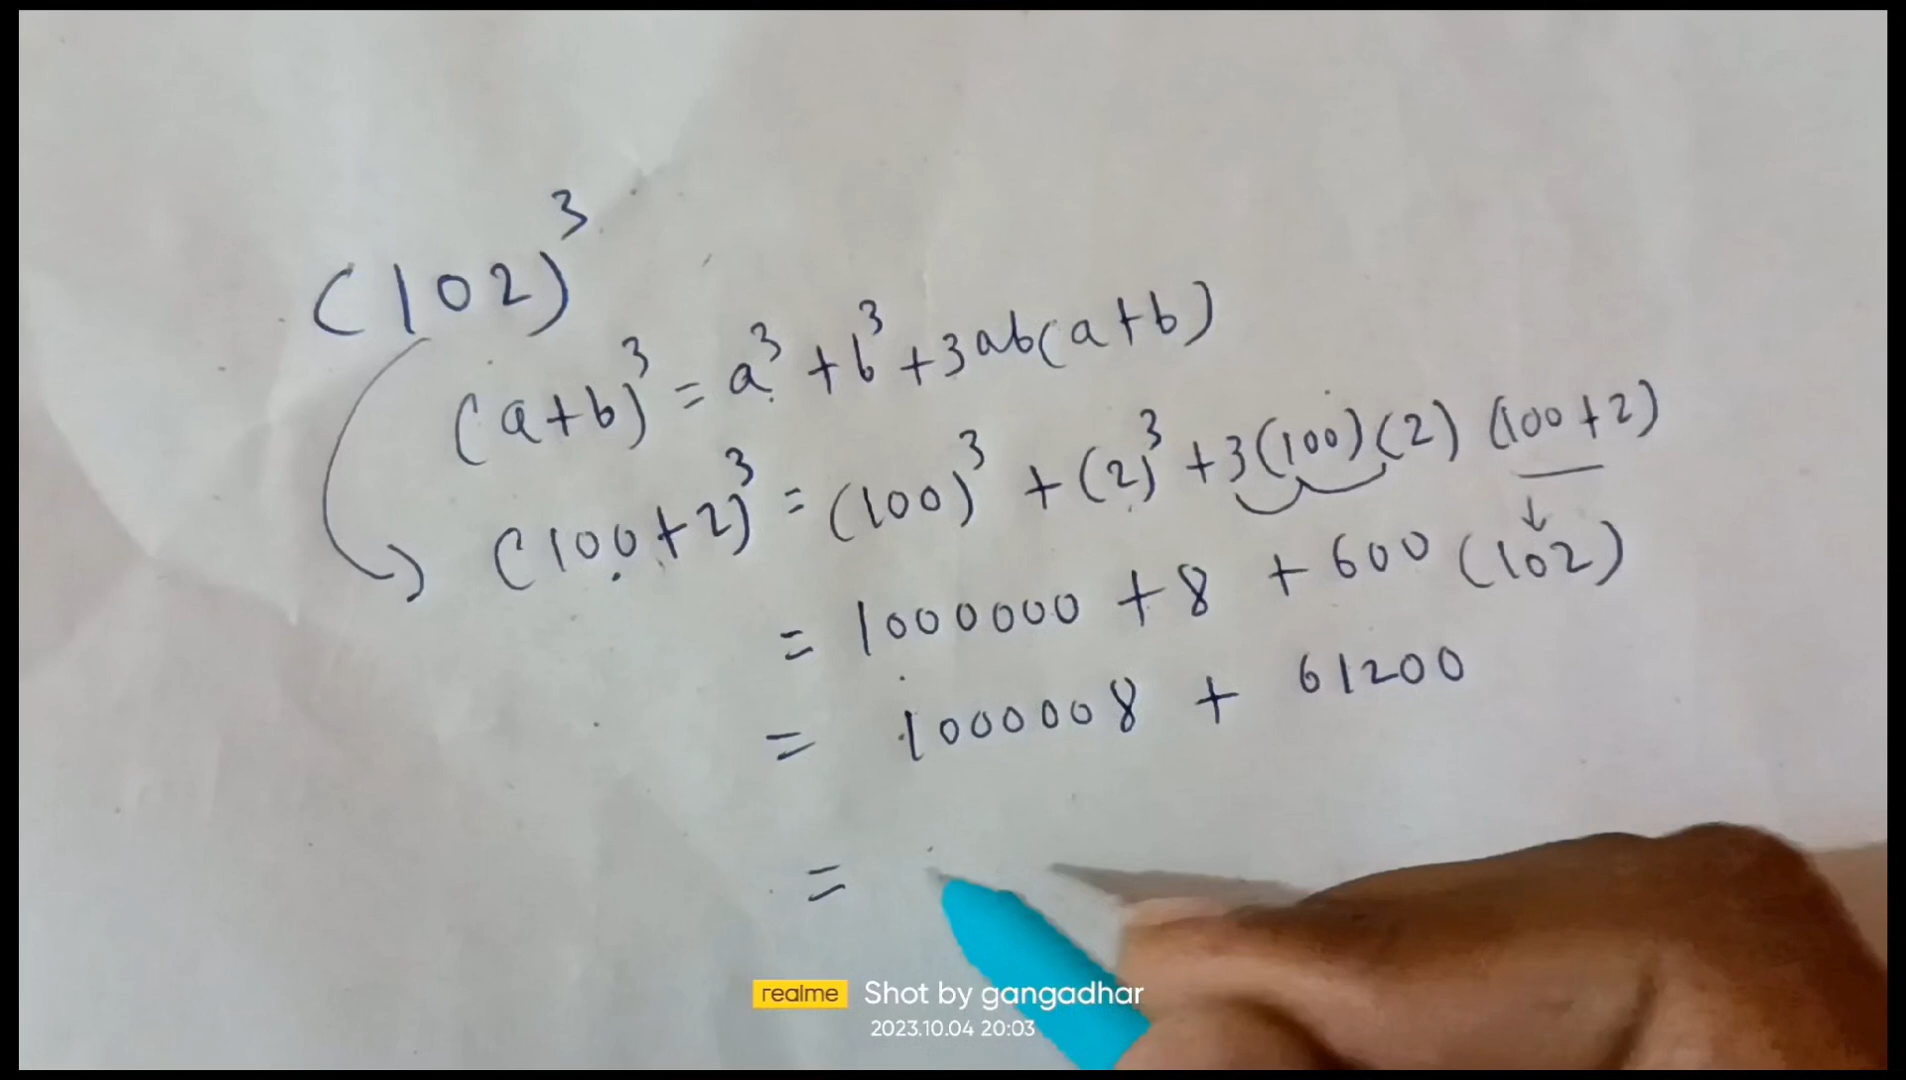 (102)³
(a+b)³ = a³ + b³ + 3ab(a+b)
(100+2)³ = (100)³ + (2)³ + 3(100)(2) (100+2)
= 1000000 + 8 + 600 (102)
= 1000008 + 61200
=
realme Shot by gangadhar
2023.10.04 20:03